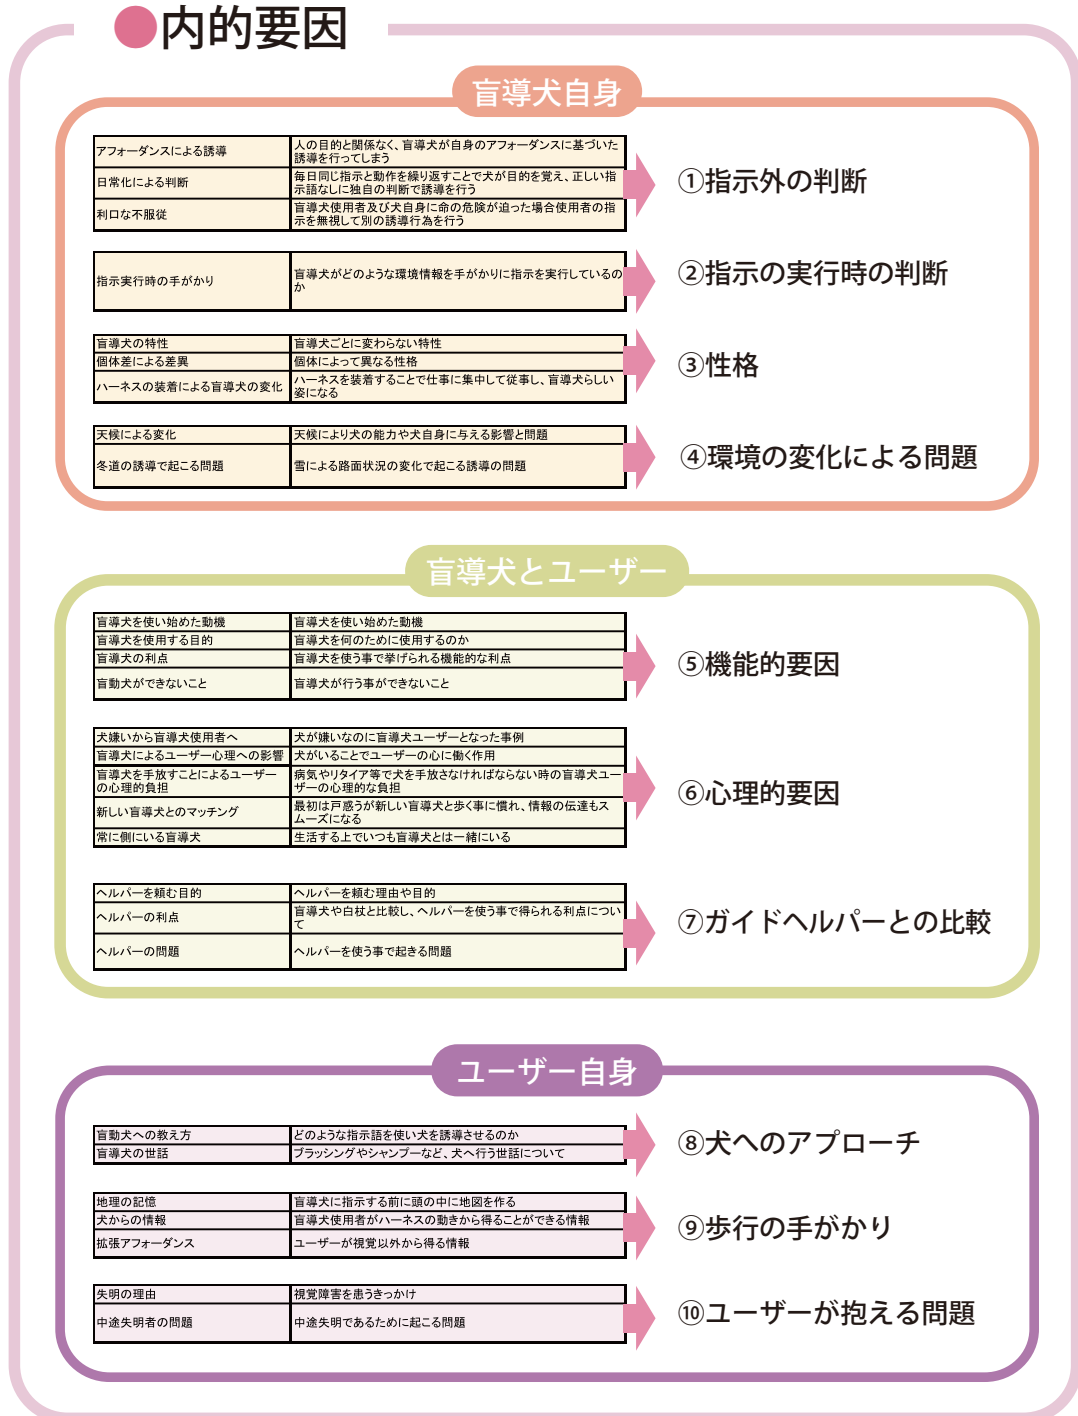 ●内的要因
盲導犬自身
アフォーダンスによる誘導
人の目的と関係なく、盲導犬が自身のアフォーダンスに基づいた
誘導を行ってしまう
日常化による判断
毎日同じ指示と動作を繰り返すことで犬が目的を覚え、正しい指
示語なしに独自の判断で誘導を行う
利口な不服従
盲導犬使用者及び犬自身に命の危険が迫った場合使用者の指
示を無視して別の誘導行為を行う
①指示外の判断
指示実行時の手がかり
盲導犬がどのような環境情報を手がかりに指示を実行しているの
か
②指示の実行時の判断
盲導犬の特性
盲導犬ごとに変わらない特性
個体差による差異
個体によって異なる性格
ハーネスの装着による盲導犬の変化
ハーネスを装着することで仕事に集中して従事し、盲導犬らしい
姿になる
③性格
天候による変化
天候により犬の能力や犬自身に与える影響と問題
冬道の誘導で起こる問題
雪による路面状況の変化で起こる誘導の問題
④環境の変化による問題
盲導犬とユーザー
盲導犬を使い始めた動機
盲導犬を使い始めた動機
盲導犬を使用する目的
盲導犬を何のために使用するのか
盲導犬の利点
盲導犬を使う事で挙げられる機能的な利点
盲動犬ができないこと
盲導犬が行う事ができないこと
⑤機能的要因
犬嫌いから盲導犬使用者へ
犬が嫌いなのに盲導犬ユーザーとなった事例
盲導犬によるユーザー心理への影響
犬がいることでユーザーの心に働く作用
盲導犬を手放すことによるユーザー
の心理的負担
病気やリタイア等で犬を手放さなければならない時の盲導犬ユー
ザーの心理的な負担
新しい盲導犬とのマッチング
最初は戸惑うが新しい盲導犬と歩く事に慣れ、情報の伝達もス
ムーズになる
常に側にいる盲導犬
生活する上でいつも盲導犬とは一緒にいる
⑥心理的要因
ヘルパーを頼む目的
ヘルパーを頼む理由や目的
ヘルパーの利点
盲導犬や白杖と比較し、ヘルパーを使う事で得られる利点につい
て
ヘルパーの問題
ヘルパーを使う事で起きる問題
⑦ガイドヘルパーとの比較
ユーザー自身
盲動犬への教え方
どのような指示語を使い犬を誘導させるのか
盲導犬の世話
ブラッシングやシャンプーなど、犬へ行う世話について
⑧犬へのアプローチ
地理の記憶
盲導犬に指示する前に頭の中に地図を作る
犬からの情報
盲導犬使用者がハーネスの動きから得ることができる情報
拡張アフォーダンス
ユーザーが視覚以外から得る情報
⑨歩行の手がかり
失明の理由
視覚障害を患うきっかけ
中途失明者の問題
中途失明であるために起こる問題
⑩ユーザーが抱える問題